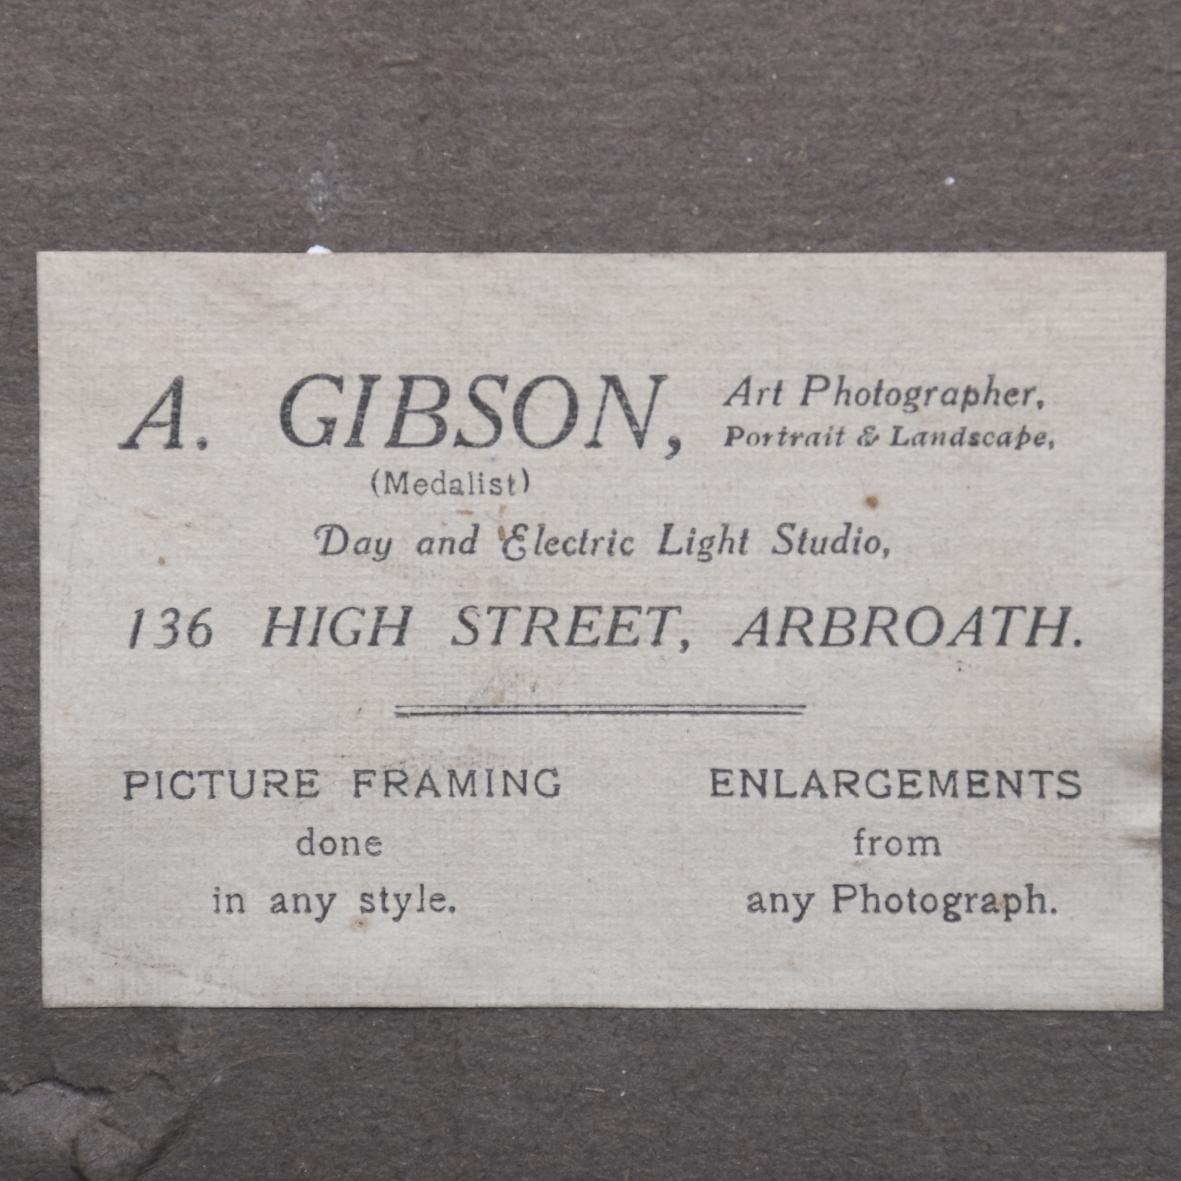 A. GIBSON, Art Photographer,
Portrait & Landscape,
(Medalist)
Day and Electric Light Studio,
136 HIGH STREET, ARBROATH.
PICTURE FRAMING
done
in any style.
ENLARGEMENTS
from
any Photograph.